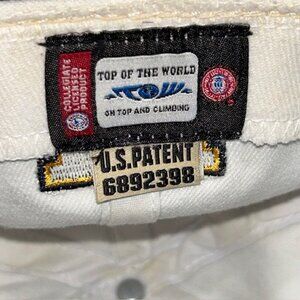 COLLEGIATE
LICENSED
PRODUCT
TOP OF THE WORLD
TOW
ON TOP AND CLIMBING
U.S. PATENT
6892398